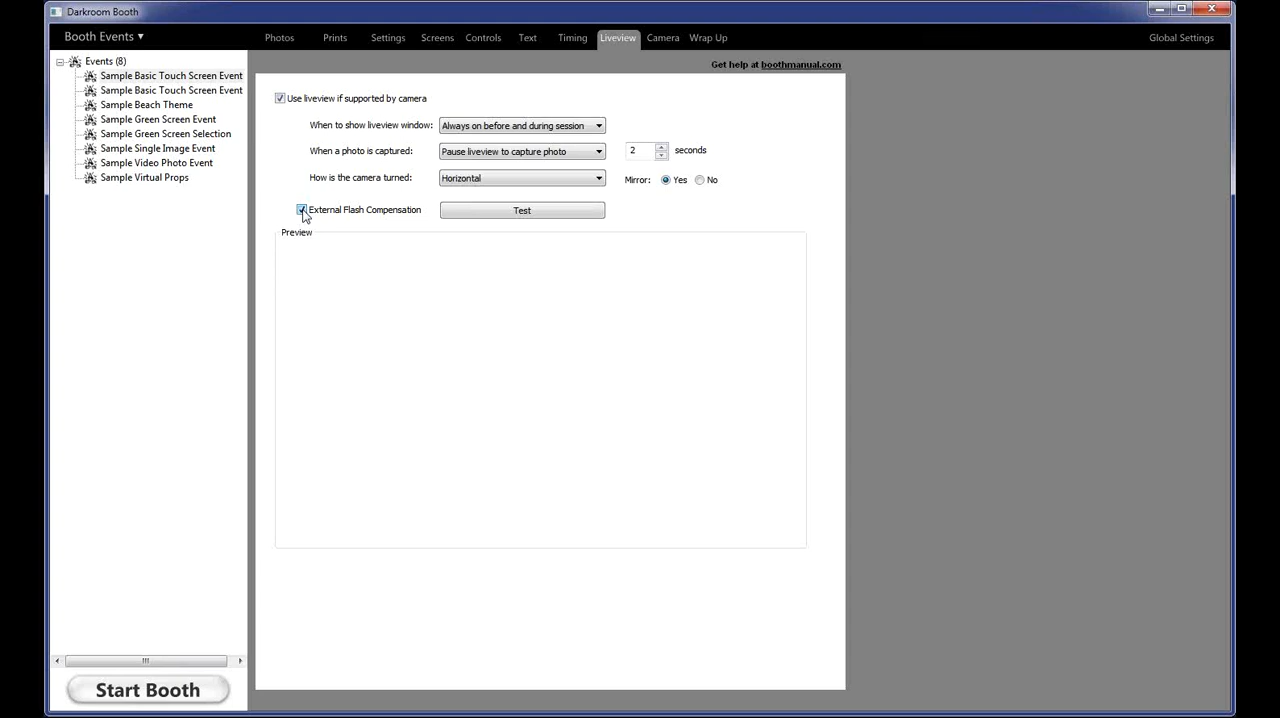 Darkroom Booth
Booth Events ▾
Photos Prints Settings Screens Controls Text Timing Liveview Camera Wrap Up Global Settings
Get help at boothmanual.com
Events (8)
Sample Basic Touch Screen Event
Sample Basic Touch Screen Event
Sample Beach Theme
Sample Green Screen Event
Sample Green Screen Selection
Sample Single Image Event
Sample Video Photo Event
Sample Virtual Props
Use liveview if supported by camera
When to show liveview window: Always on before and during session
When a photo is captured: Pause liveview to capture photo 2 seconds
How is the camera turned: Horizontal Mirror: Yes No
External Flash Compensation Test
Preview
Start Booth